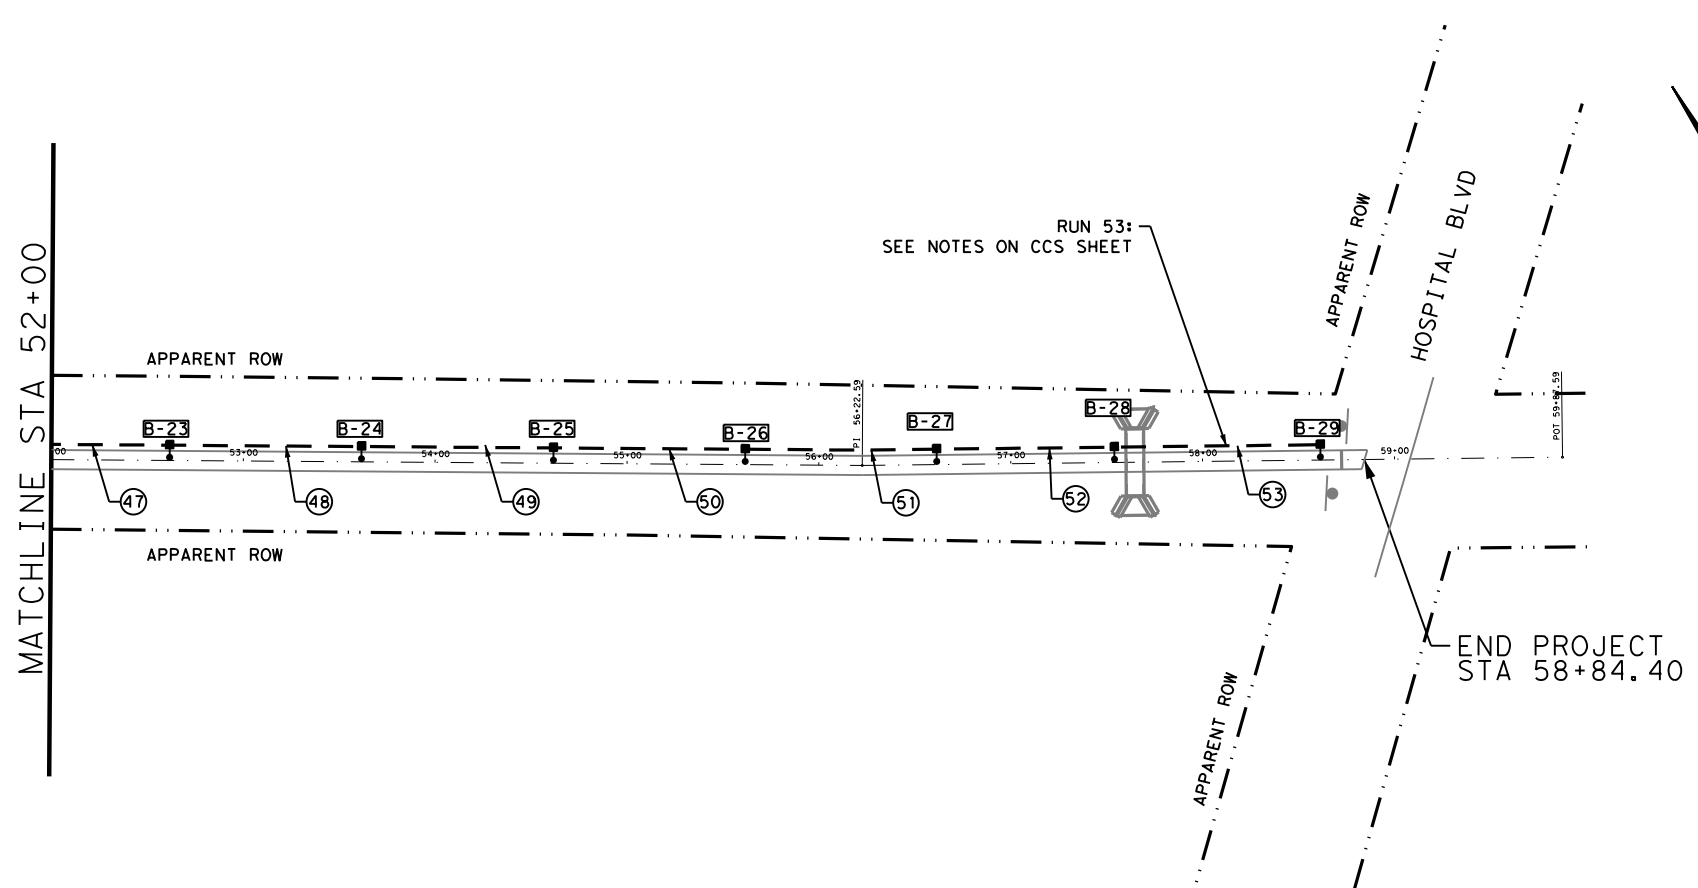 MATCHLINE STA 52+00
RUN 53:
SEE NOTES ON CCS SHEET
APPARENT ROW
HOSPITAL BLVD
APPARENT ROW
B-23
B-24
B-25
B-26
B-27
B-28
B-29
PI 56+22.59
00
53+00
54+00
55+00
56+00
57+00
58+00
59+00
47
48
49
50
51
52
53
APPARENT ROW
END PROJECT
STA 58+84.40
APPARENT ROW